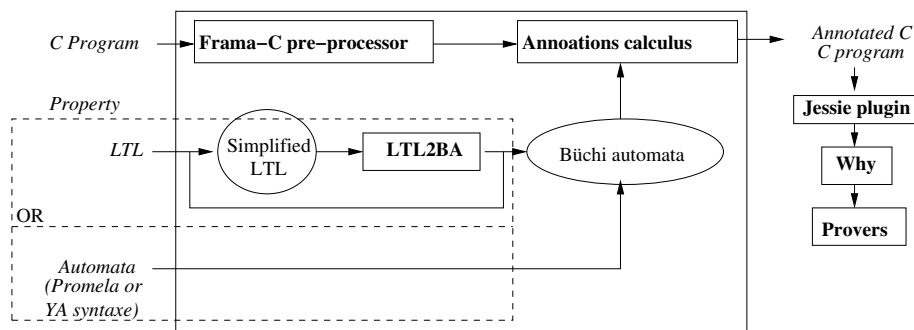 C Program
Frama−C pre−processor
Annoations calculus
Annotated C
C program
Property
Jessie plugin
LTL
Simplified
LTL
LTL2BA
Büchi automata
Why
OR
Provers
Automata
(Promela or
YA syntaxe)